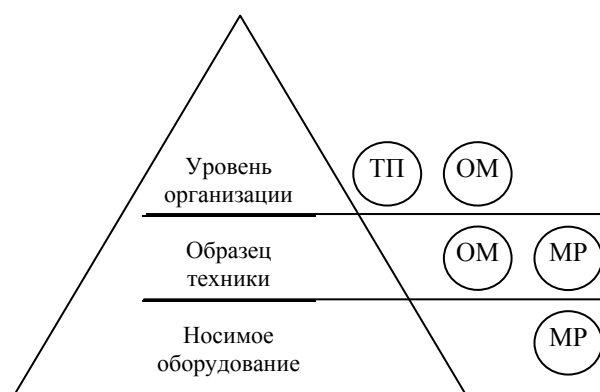 Уровень
организации
ТП ОМ
Образец
техники
ОМ МР
Носимое
оборудование
МР